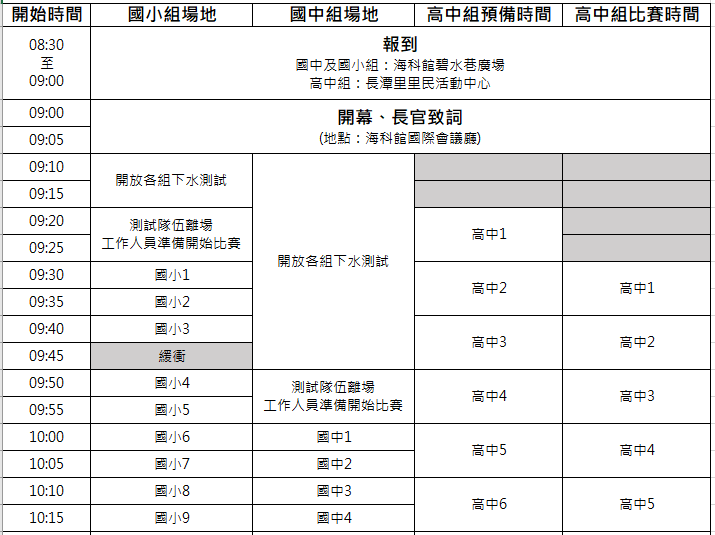 開始時間 國小組場地 國中組場地 高中組預備時間 高中組比賽時間
08:30
至
09:00
報到
國中及國小組：海科館碧水巷廣場
高中組：長潭里里民活動中心
09:00
09:05
開幕、長官致詞
(地點：海科館國際會議廳)
09:10
09:15
開放各組下水測試
09:20
09:25
測試隊伍離場
工作人員準備開始比賽
開放各組下水測試
高中1
09:30 國小1
09:35 國小2
高中2 高中1
09:40 國小3
09:45 緩衝
高中3 高中2
09:50 國小4
09:55 國小5
測試隊伍離場
工作人員準備開始比賽
高中4 高中3
10:00 國小6 國中1
10:05 國小7 國中2
高中5 高中4
10:10 國小8 國中3
10:15 國小9 國中4
高中6 高中5